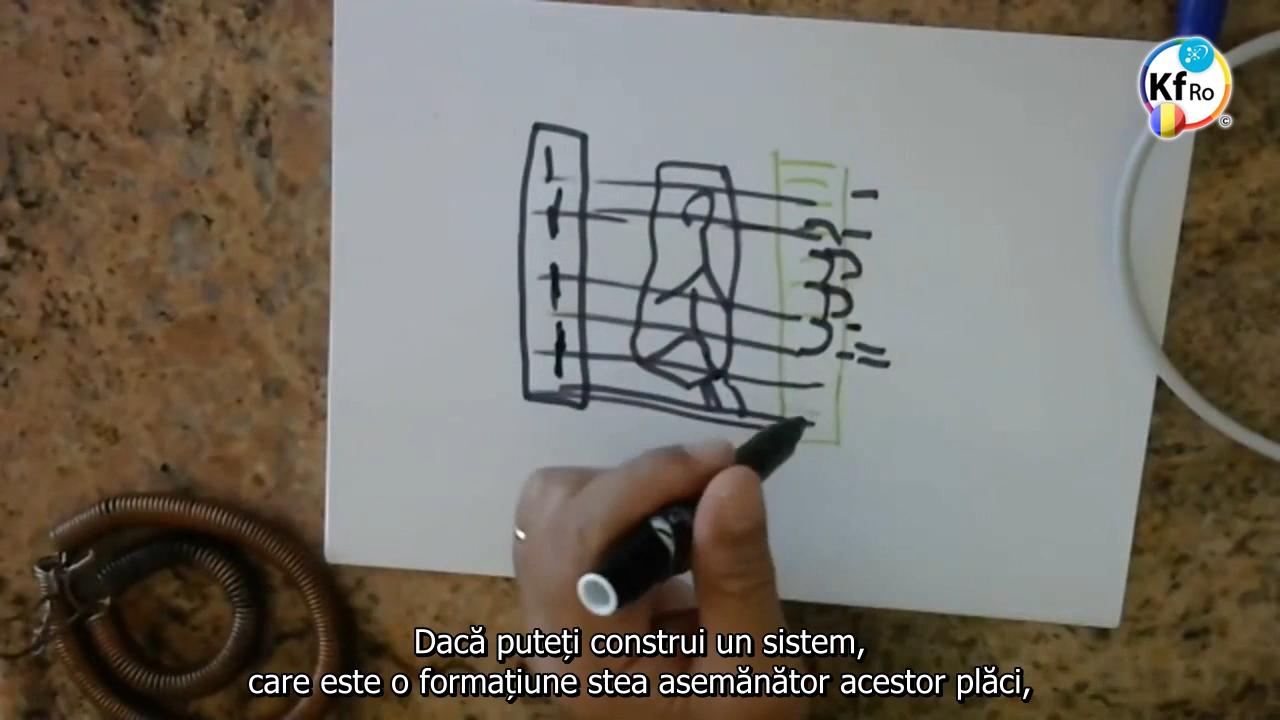 Kf Ro
©
Dacă puteți construi un sistem,
care este o formațiune stea asemănător acestor plăci,